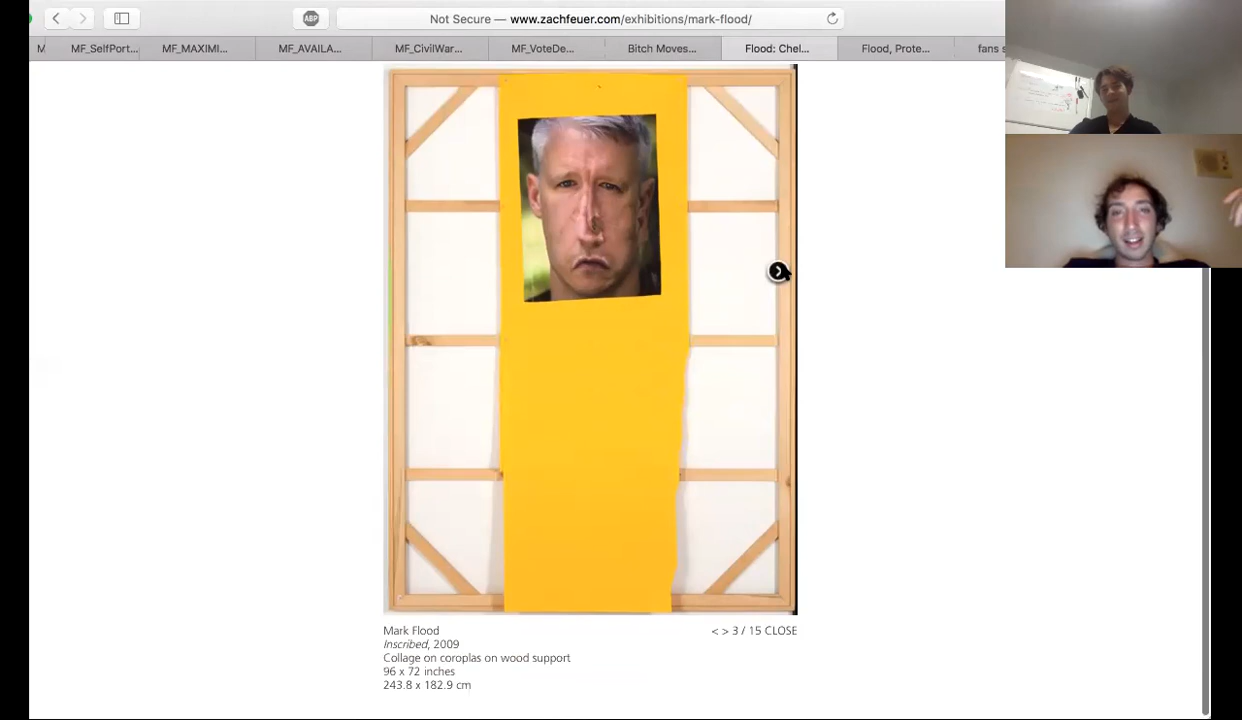 ABP
Not Secure — www.zachfeuer.com/exhibitions/mark-flood/
M
MF_SelfPort...
MF_MAXIMI...
MF_AVAILA...
MF_CivilWar...
MF_VoteDe...
Bitch Moves...
Flood: Chel...
Flood, Prote...
fans s
Mark Flood
< > 3 / 15 CLOSE
Inscribed, 2009
Collage on coroplas on wood support
96 x 72 inches
243.8 x 182.9 cm